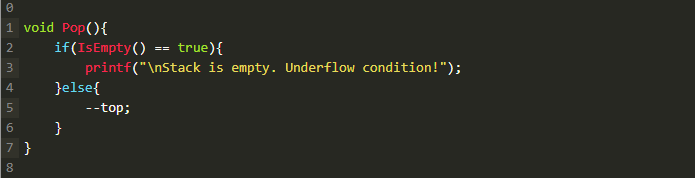 0
1 void Pop(){
2     if(IsEmpty() == true){
3         printf("\nStack is empty. Underflow condition!");
4     }else{
5         --top;
6     }
7 }
8